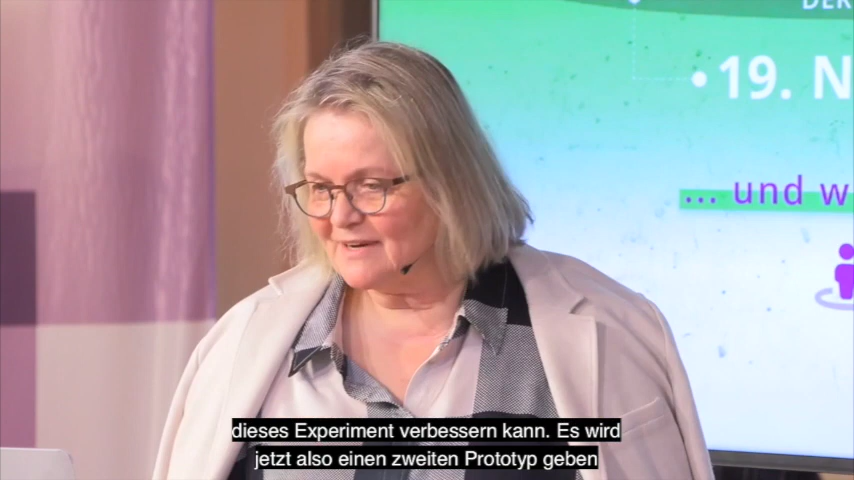 DER
•19. N
... und w
dieses Experiment verbessern kann. Es wird
jetzt also einen zweiten Prototyp geben